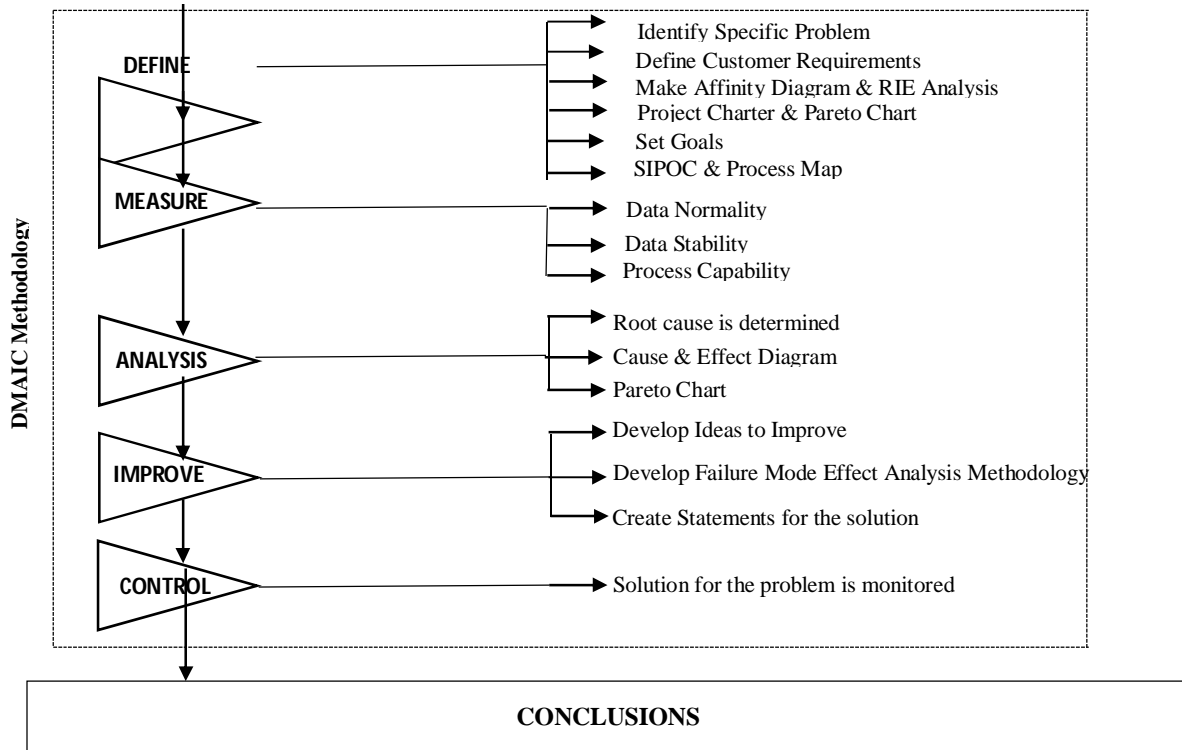 DMAIC Methodology
DEFINE
Identify Specific Problem
Define Customer Requirements
Make Affinity Diagram & RIE Analysis
Project Charter & Pareto Chart
Set Goals
SIPOC & Process Map
MEASURE
Data Normality
Data Stability
Process Capability
ANALYSIS
Root cause is determined
Cause & Effect Diagram
Pareto Chart
IMPROVE
Develop Ideas to Improve
Develop Failure Mode Effect Analysis Methodology
Create Statements for the solution
CONTROL
Solution for the problem is monitored
CONCLUSIONS